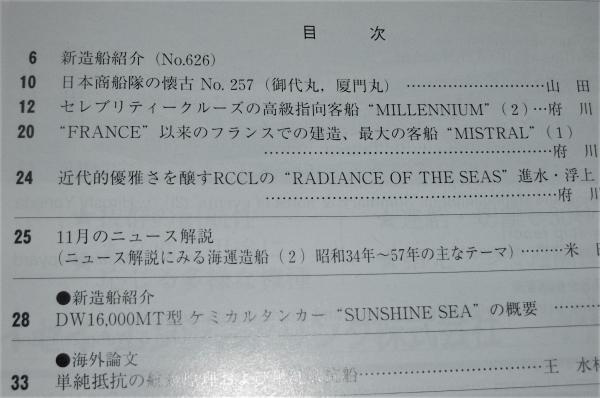 目 次
6 新造船紹介 (No.626)
10 日本商船隊の懐古 No. 257 (御代丸, 厦門丸) ……………… 山 田
12 セレブリティークルーズの高級指向客船 “MILLENNIUM” (2) … 府 川
20 “FRANCE” 以来のフランスでの建造、最大の客船 “MISTRAL” (1)
……………………………… 府 川
24 近代的優雅さを醸すRCCLの “RADIANCE OF THE SEAS” 進水・浮上
……………………………… 府 川
25 11月のニュース解説
(ニュース解説にみる海運造船 (2) 昭和34年～57年の主なテーマ) ……… 米 田
●新造船紹介
28 DW16,000MT型 ケミカルタンカー “SUNSHINE SEA” の概要 ………
●海外論文
33 単純抵抗の 船 ……………… 王 水